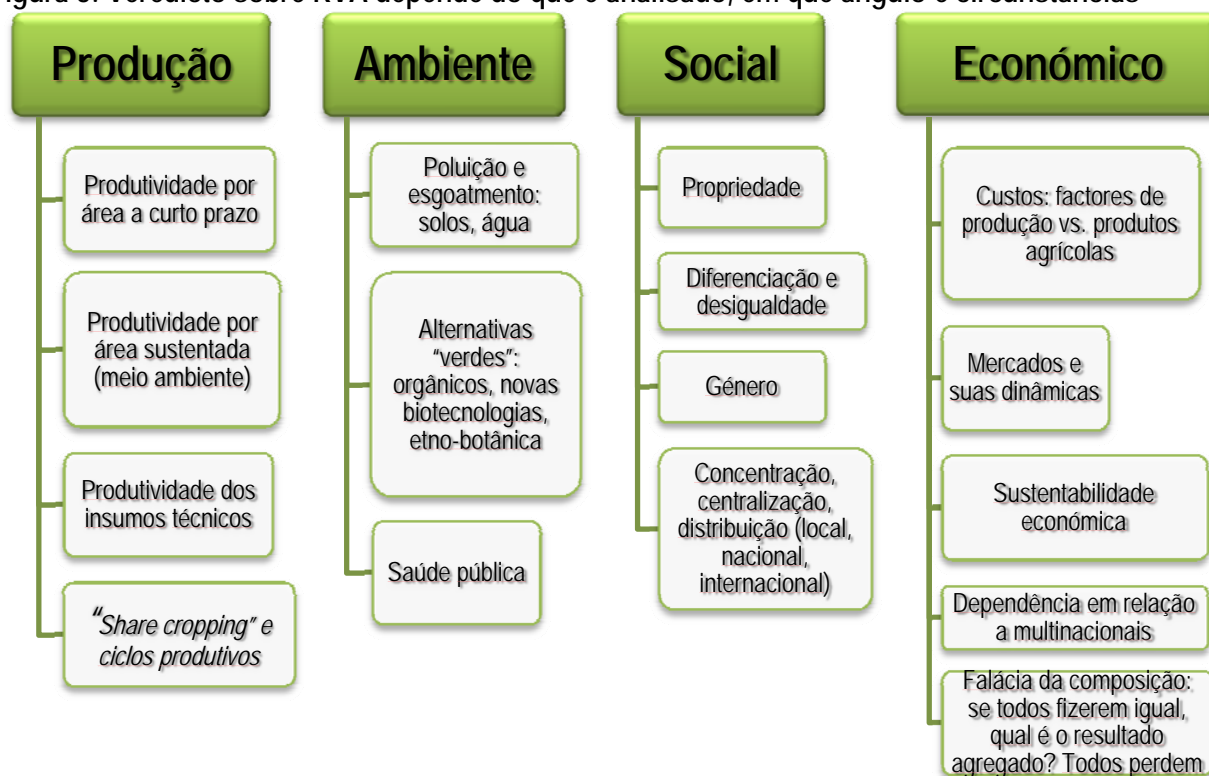 Figura 3: Veredicto sobre RVA depende do que é analisado, em que ângulo e circunstâncias
Produção
Produtividade por
área a curto prazo
Produtividade por
área sustentada
(meio ambiente)
Produtividade dos
insumos técnicos
“Share cropping” e
ciclos produtivos
Ambiente
Poluição e
esgoatmento:
solos, água
Alternativas
“verdes”:
orgânicos, novas
biotecnologias,
etno-botânica
Saúde pública
Social
Propriedade
Diferenciação e
desigualdade
Género
Concentração,
centralização,
distribuição (local,
nacional,
internacional)
Económico
Custos: factores de
produção vs. produtos
agrícolas
Mercados e
suas dinâmicas
Sustentabilidade
económica
Dependência em relação
a multinacionais
Falácia da composição:
se todos fizerem igual,
qual é o resultado
agregado? Todos perdem